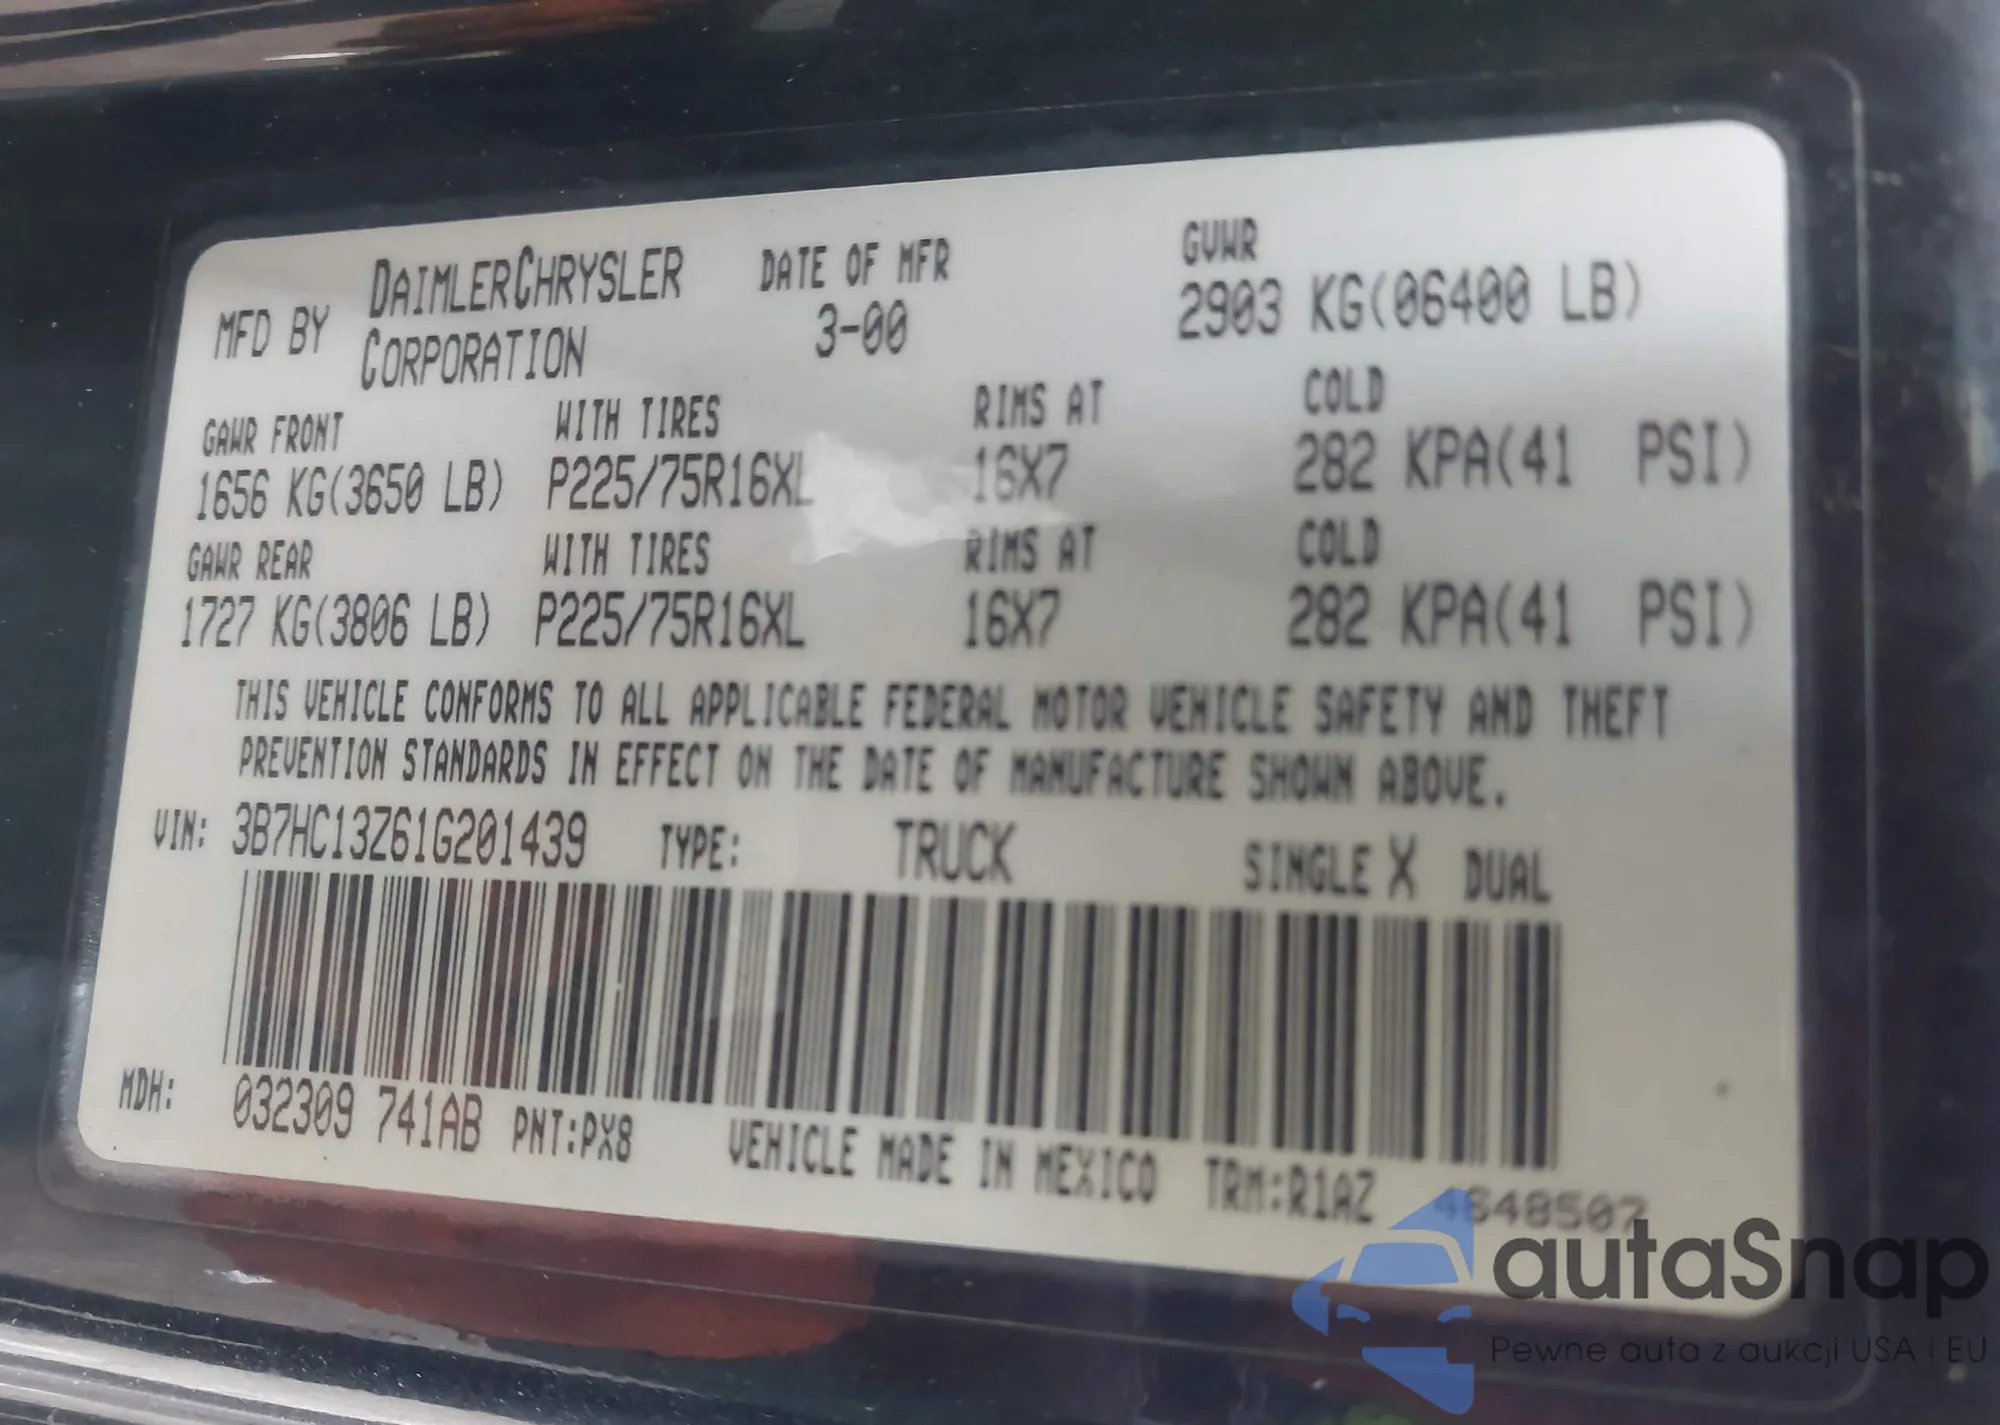 MFD BY DAIMLERCHRYSLER CORPORATION DATE OF MFR 3-00 GVWR 2903 KG(06400 LB)
GAWR FRONT WITH TIRES RIMS AT COLD
1656 KG(3650 LB) P225/75R16XL 16X7 282 KPA(41 PSI)
GAWR REAR WITH TIRES RIMS AT COLD
1727 KG(3806 LB) P225/75R16XL 16X7 282 KPA(41 PSI)
THIS VEHICLE CONFORMS TO ALL APPLICABLE FEDERAL MOTOR VEHICLE SAFETY AND THEFT
PREVENTION STANDARDS IN EFFECT ON THE DATE OF MANUFACTURE SHOWN ABOVE.
VIN: 3B7HC13Z61G201439 TYPE: TRUCK SINGLE X DUAL
MDH: 032309 741AB PNT:PX8 VEHICLE MADE IN MEXICO TRM:R1AZ 4648507
autaSnap
Pewne auta z aukcji USA i EU